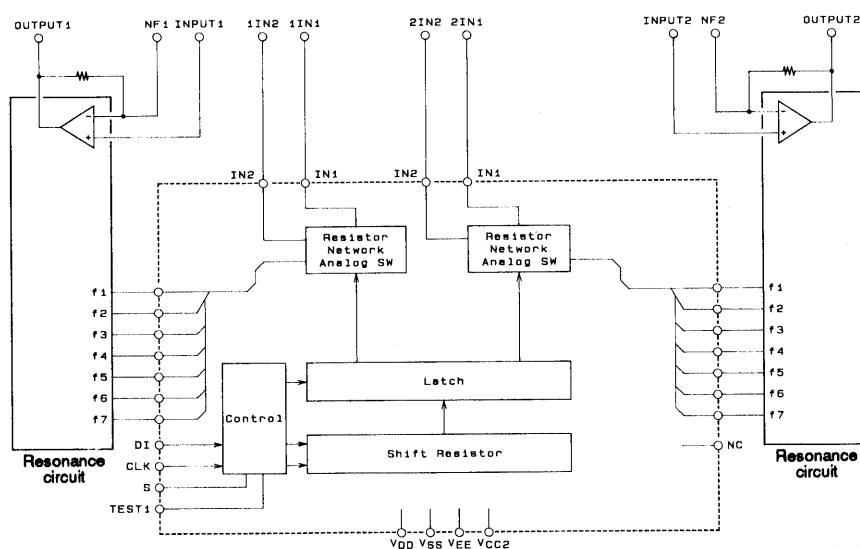 OUTPUT1 NF1 INPUT1 1IN2 1IN1 2IN2 2IN1 INPUT2 NF2 OUTPUT2
- -
+ +
IN2 IN1 IN2 IN1
Resistor
Network
Analog SW
Resistor
Network
Analog SW
f1 f1
f2 f2
f3 f3
f4 f4
f5 f5
f6 f6
f7 f7
Latch
Control
DI
Shift Resistor
NC
CLK
S
TEST1
Resonance
circuit
Resonance
circuit
VDD VSS VEE VCC2